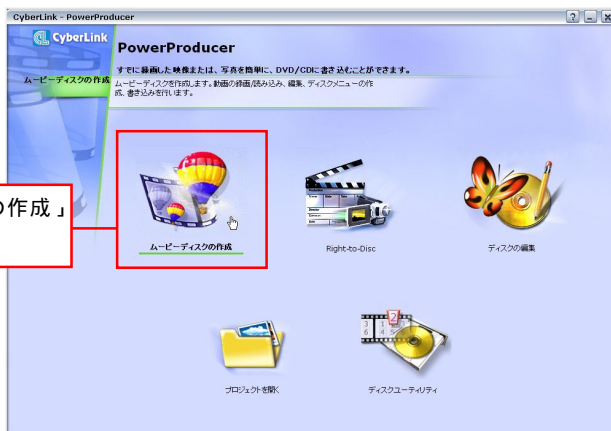 CyberLink - PowerProducer
CyberLink
PowerProducer
すでに録画した映像または、写真を簡単に、DVD/CDに書き込むことができます。
ムービーディスクの作成
ムービーディスクを作成します。動画の録画/読み込み、編集、ディスクメニューの作
成、書き込みを行います。
の作成」
ムービーディスクの作成
Right-to-Disc
ディスクの編集
プロジェクトを開く
ディスクユーティリティ